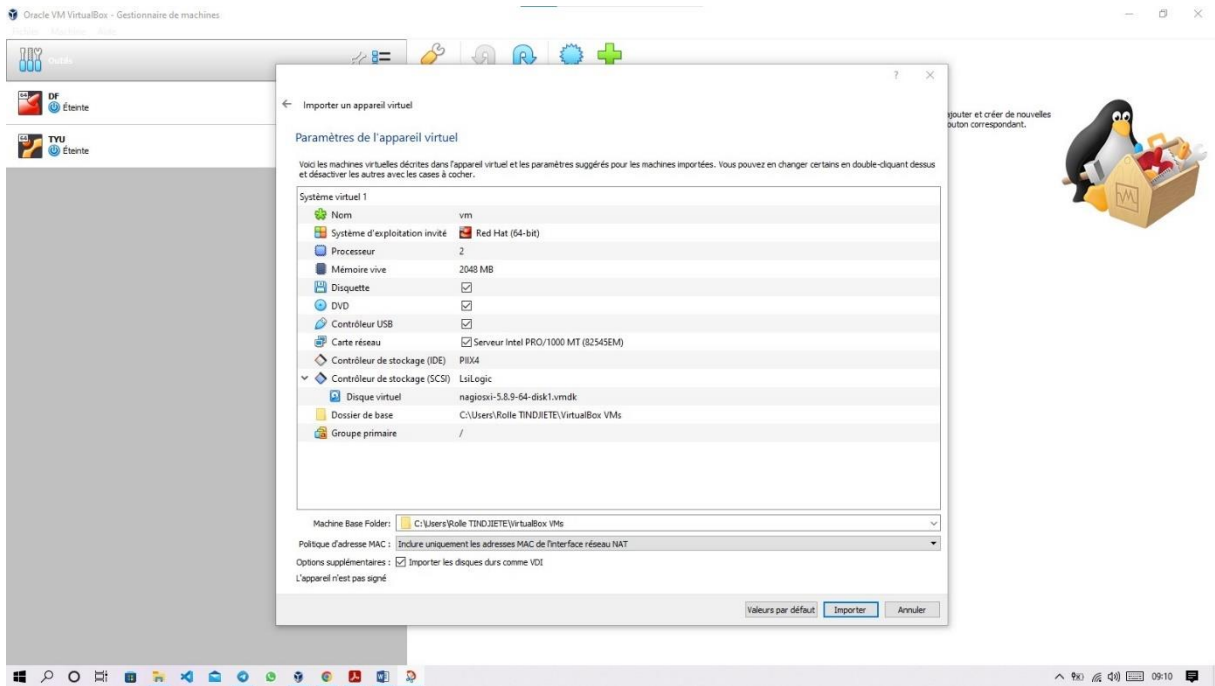 Oracle VM VirtualBox - Gestionnaire de machines
Fichier Machine Aide
Outils
DF
Éteinte
TYU
Éteinte
ajouter et créer de nouvelles
outon correspondant.
? ×
Importer un appareil virtuel
Paramètres de l'appareil virtuel
Voici les machines virtuelles décrites dans l'appareil virtuel et les paramètres suggérés pour les machines importées. Vous pouvez en changer certains en double-cliquant dessus
et désactiver les autres avec les cases à cocher.
Système virtuel 1
Nom vm
Système d'exploitation invité Red Hat (64-bit)
Processeur 2
Mémoire vive 2048 MB
Disquette
DVD
Contrôleur USB
Carte réseau Serveur Intel PRO/1000 MT (82545EM)
Contrôleur de stockage (IDE) PIIX4
Contrôleur de stockage (SCSI) LsiLogic
Disque virtuel nagiosxi-5.8.9-64-disk1.vmdk
Dossier de base C:\Users\Rolle TINDJIETE\VirtualBox VMs
Groupe primaire /
Machine Base Folder: C:\Users\Rolle TINDJIETE\VirtualBox VMs
Politique d'adresse MAC : Inclure uniquement les adresses MAC de l'interface réseau NAT
Options supplémentaires : Importer les disques durs comme VDI
L'appareil n'est pas signé
Valeurs par défaut Importer Annuler
09:10